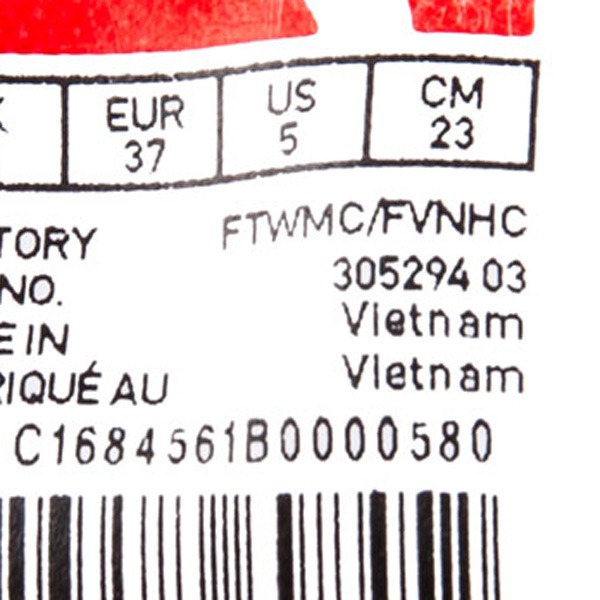 EUR US CM
37 5 23
TORY FTWMC/FVNHC
NO. 305294 03
E IN Vietnam
RIQUÉ AU Vietnam
C1684561B0000580